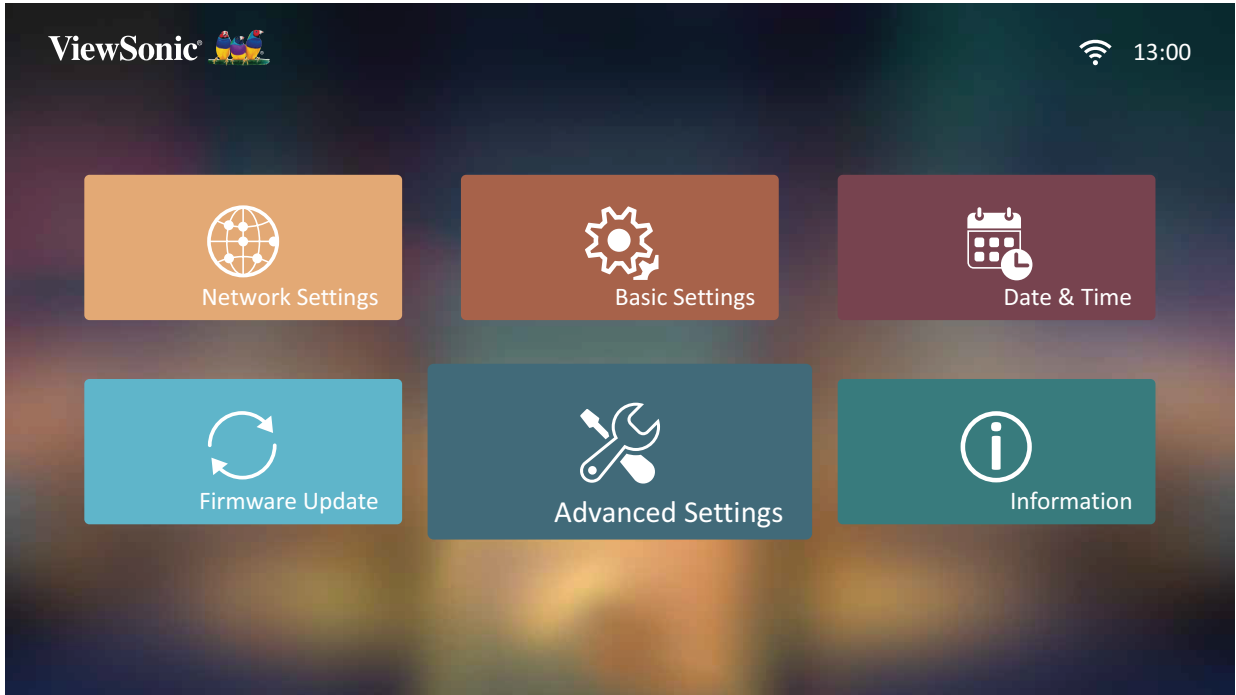 ViewSonic®
13:00
Network Settings
Basic Settings
Date & Time
Firmware Update
Advanced Settings
Information